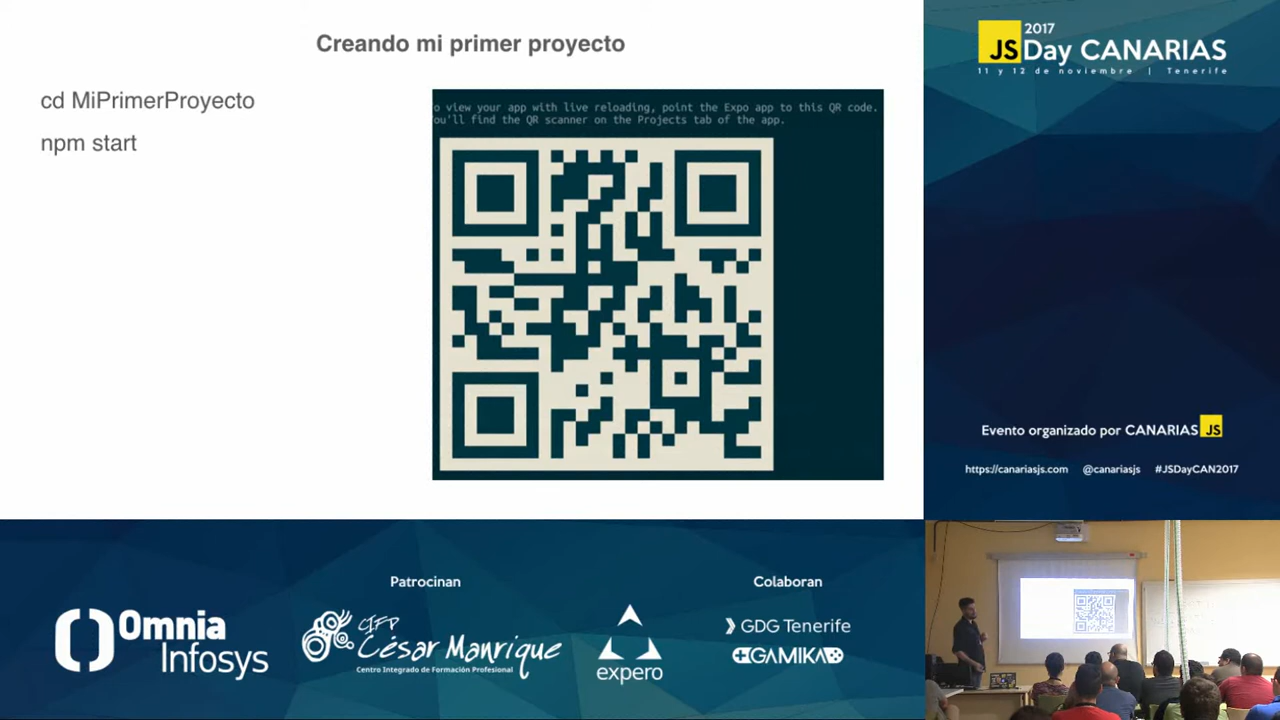 Creando mi primer proyecto
cd MiPrimerProyecto
npm start
o view your app with live reloading, point the Expo app to this QR code.
ou'll find the QR scanner on the Projects tab of the app.
2017
JSDay CANARIAS
11 y 12 de noviembre | Tenerife
Evento organizado por CANARIAS JS
https://canariasjs.com @canariasjs #JSDayCAN2017
Patrocinan
Colaboran
Omnia
Infosys
CIFP
César Manrique
Centro Integrado de Formación Profesional
expero
GDG Tenerife
GAMIKA